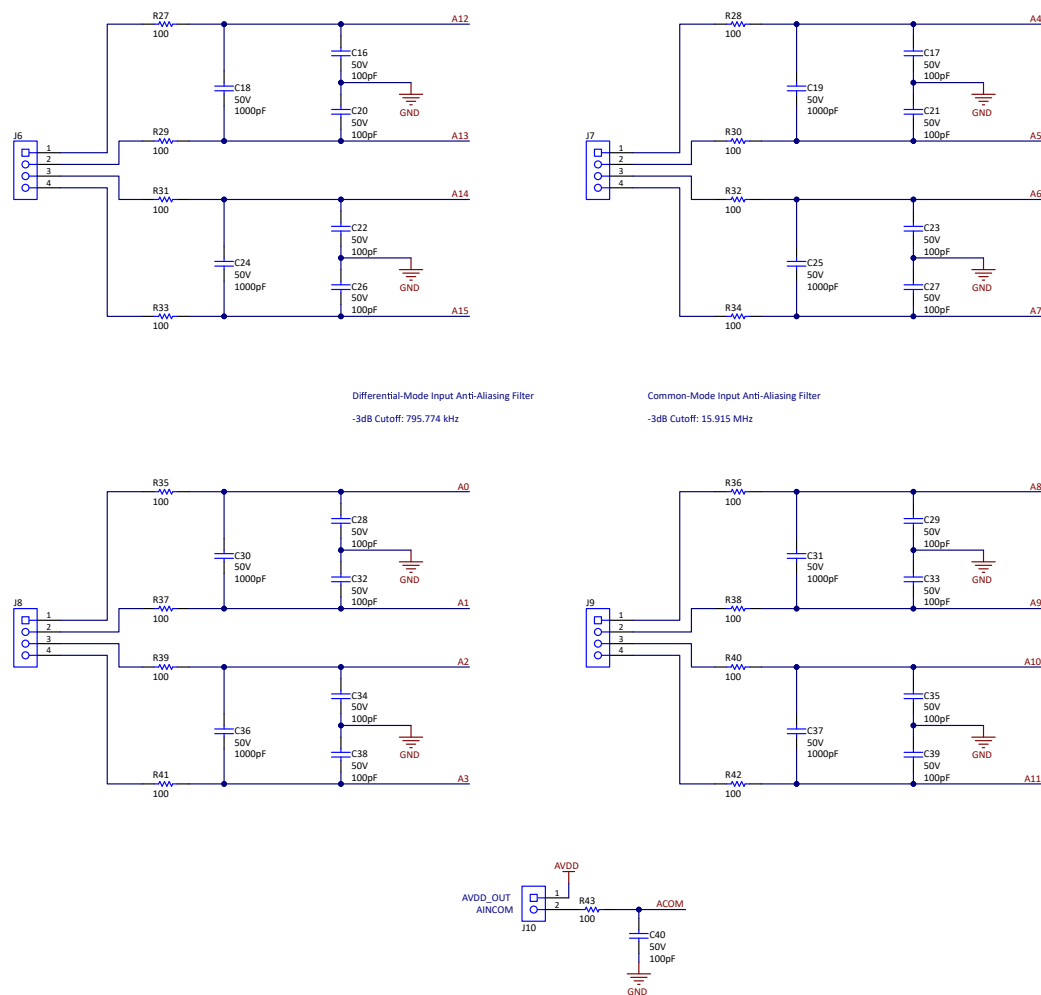 R27
100
A12
C16
50V
100pF
C18
50V
1000pF
GND
C20
50V
100pF
J6
R29
100
A13
1
2
3
4
R31
100
A14
C22
50V
100pF
C24
50V
1000pF
GND
C26
50V
100pF
R33
100
A15
R28
100
A4
C17
50V
100pF
C19
50V
1000pF
GND
C21
50V
100pF
J7
R30
100
A5
1
2
3
4
R32
100
A6
C23
50V
100pF
C25
50V
1000pF
GND
C27
50V
100pF
R34
100
A7
Differential-Mode Input Anti-Aliasing Filter
-3dB Cutoff: 795.774 kHz
Common-Mode Input Anti-Aliasing Filter
-3dB Cutoff: 15.915 MHz
R35
100
A0
C28
50V
100pF
C30
50V
1000pF
GND
C32
50V
100pF
J8
R37
100
A1
1
2
3
4
R39
100
A2
C34
50V
100pF
C36
50V
1000pF
GND
C38
50V
100pF
R41
100
A3
R36
100
A8
C29
50V
100pF
C31
50V
1000pF
GND
C33
50V
100pF
J9
R38
100
A9
1
2
3
4
R40
100
A10
C35
50V
100pF
C37
50V
1000pF
GND
C39
50V
100pF
R42
100
A11
AVDD
AVDD_OUT
AINCOM
1
2
J10
R43
100
ACOM
C40
50V
100pF
GND